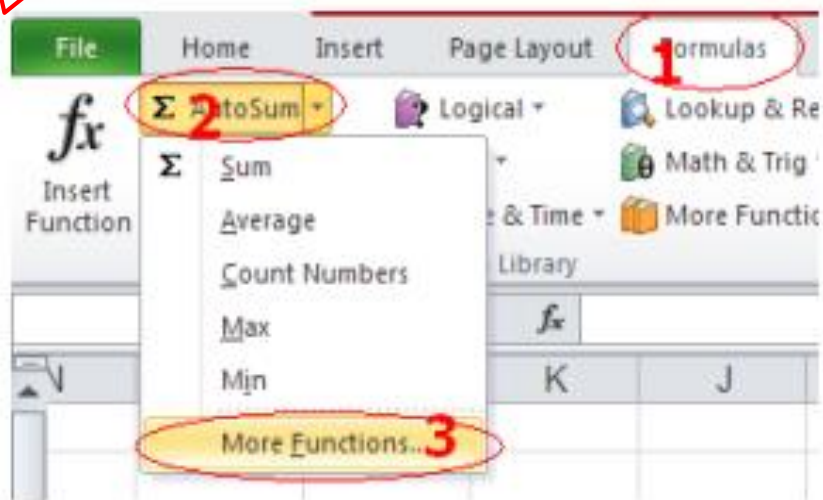 File Home Insert Page Layout 1 ormulas
Σ 2 toSum Logical Lookup & Re
fx Insert Function
Σ Sum
Math & Trig
Average
e & Time More Functio
Count Numbers
Library
Max
fx
Min
N K J
More Functions... 3